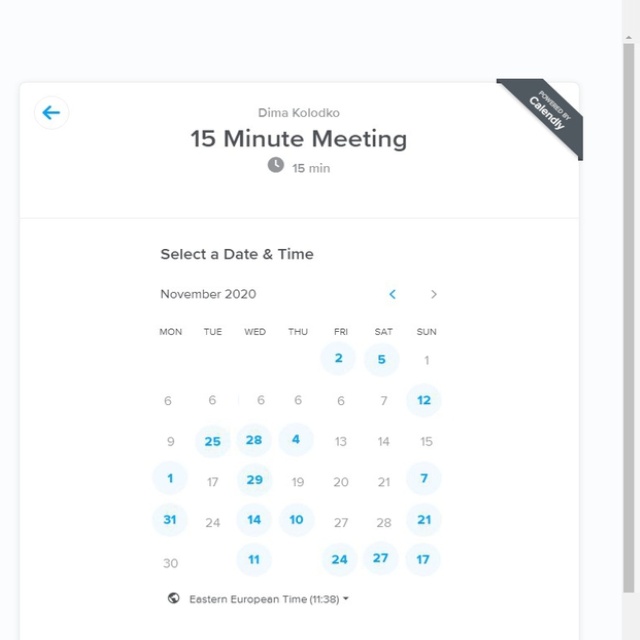 POWERED BY
Calendly
Dima Kolodko
15 Minute Meeting
15 min
Select a Date & Time
November 2020
MON TUE WED THU FRI SAT SUN
2 5 1
6 6 6 6 6 7 12
9 25 28 4 13 14 15
1 17 29 19 20 21 7
31 24 14 10 27 28 21
30 11 24 27 17
Eastern European Time (11:38)